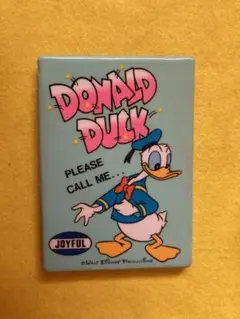 DONALD
DUCK
PLEASE
CALL ME...
JOYFUL
© WALT DISNEY PRODUCTIONS